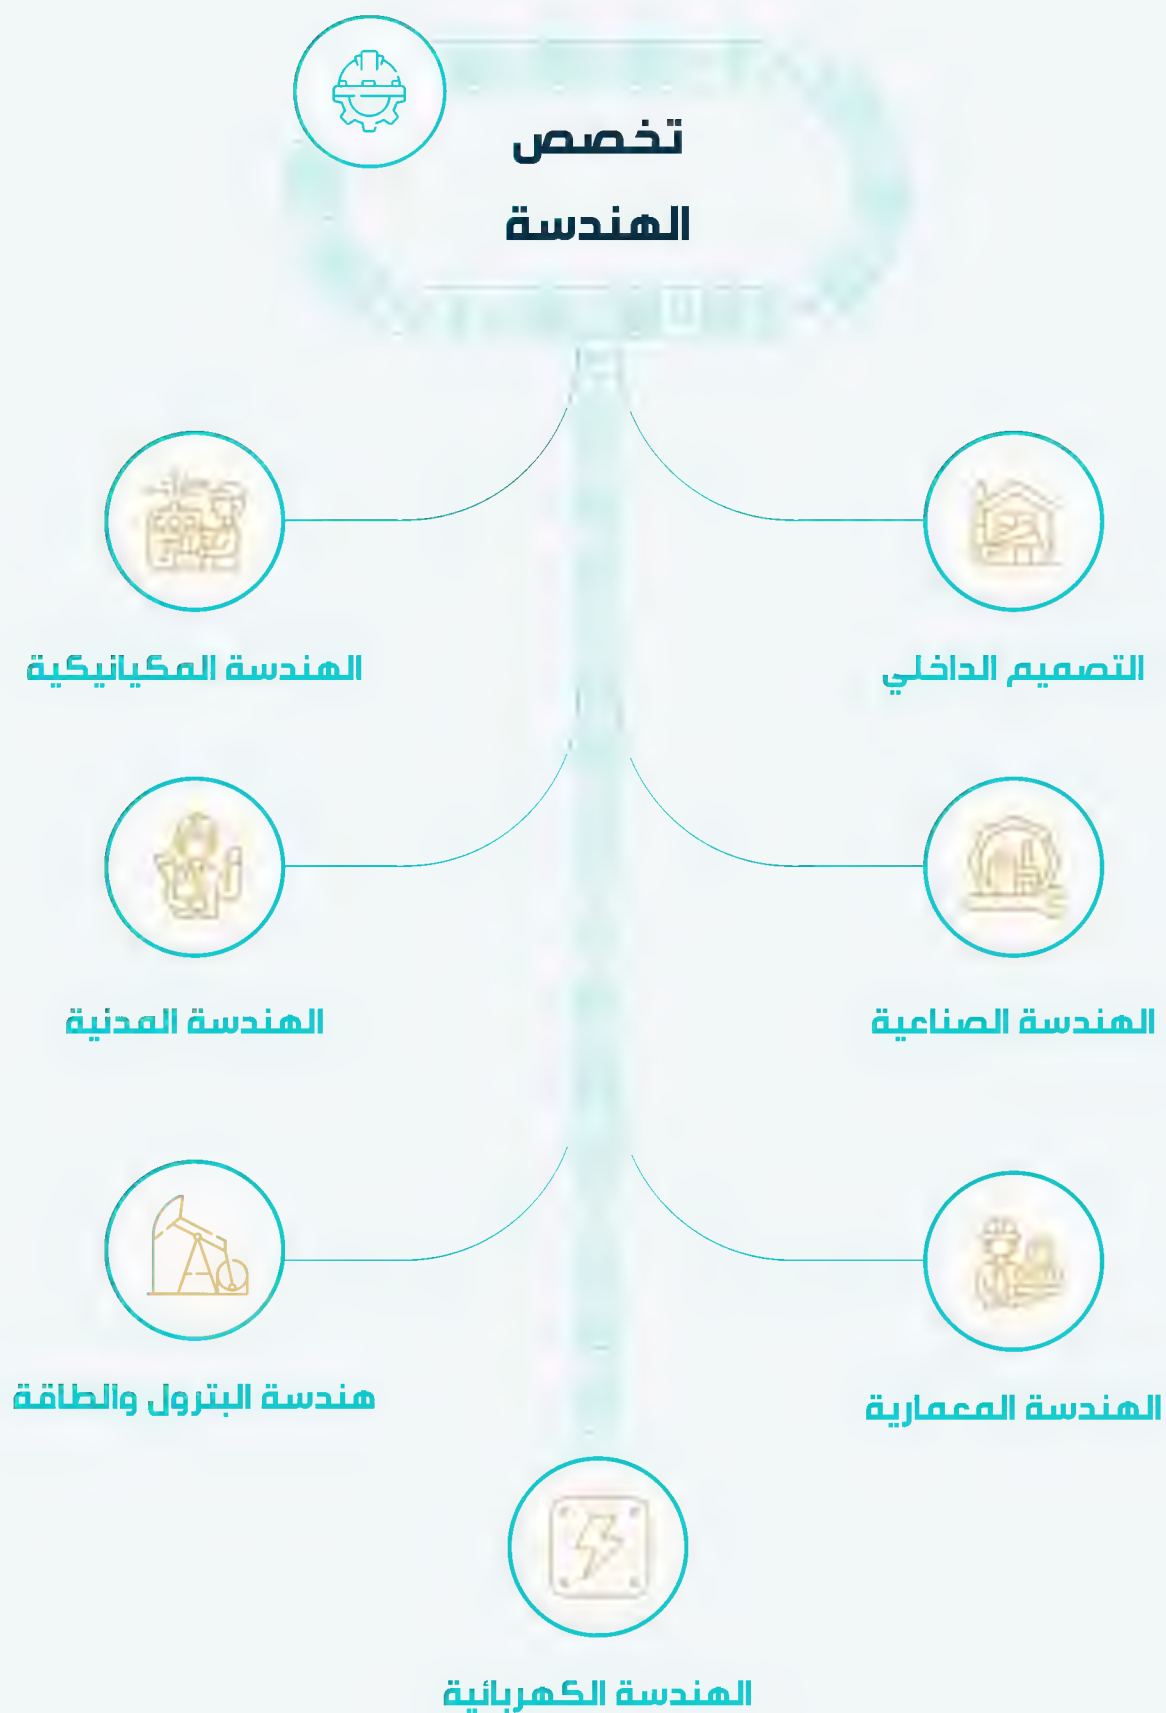 تخصص
الهندسة
التصميم الداخلي
الهندسة المكيانيكية
الهندسة الصناعية
الهندسة المدنية
الهندسة المعمارية
هندسة البترول والطاقة
الهندسة الكهربائية